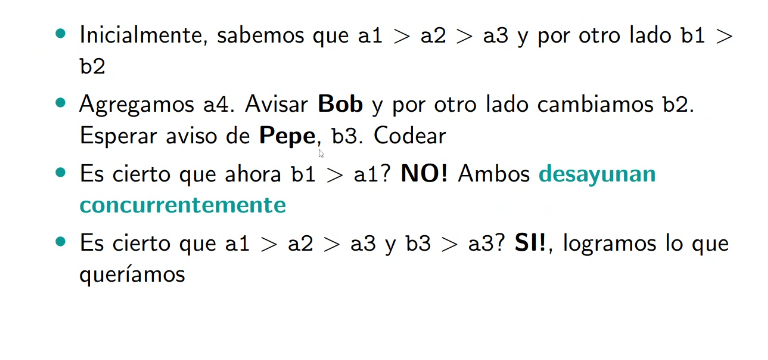 • Inicialmente, sabemos que a1 > a2 > a3 y por otro lado b1 >
b2
• Agregamos a4. Avisar Bob y por otro lado cambiamos b2.
Esperar aviso de Pepe, b3. Codear
• Es cierto que ahora b1 > a1? NO! Ambos desayunan
concurrentemente
• Es cierto que a1 > a2 > a3 y b3 > a3? SI!, logramos lo que
queríamos